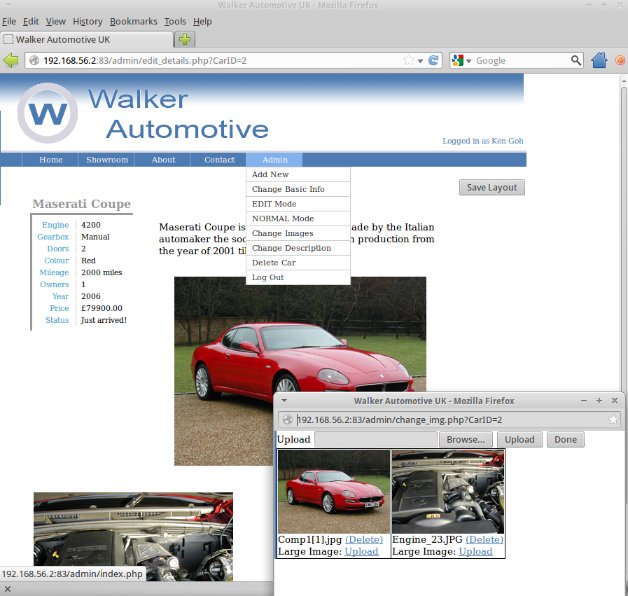 Walker Automotive UK - Mozilla Firefox
File Edit View History Bookmarks Tools Help
Walker Automotive UK
192.168.56.2:83/admin/edit_details.php?CarID=2
Google
W
Walker
Automotive
Logged in as Ken Goh
Home Showroom About Contact Admin
Add New
Change Basic Info
EDIT Mode
NORMAL Mode
Change Images
Change Description
Delete Car
Log Out
Save Layout
Maserati Coupe
Engine 4200
Gearbox Manual
Doors 2
Colour Red
Mileage 2000 miles
Owners 1
Year 2006
Price £79900.00
Status Just arrived!
Maserati Coupe is ade by the Italian
automaker the soc n production from
the year of 2001 til
Walker Automotive UK - Mozilla Firefox
192.168.56.2:83/admin/change_img.php?CarID=2
Upload Browse... Upload Done
Comp1[1].jpg (Delete) Engine_23.JPG (Delete)
Large Image: Upload Large Image: Upload
192.168.56.2:83/admin/index.php